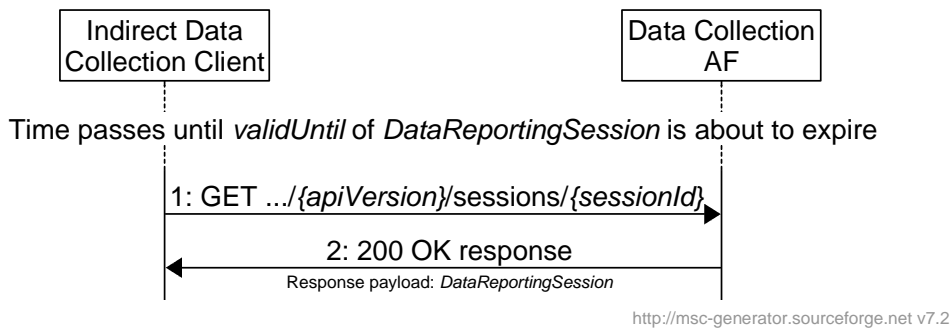 Indirect Data
Collection Client
Data Collection
AF
Time passes until validUntil of DataReportingSession is about to expire
1: GET .../{apiVersion}/sessions/{sessionId}
2: 200 OK response
Response payload: DataReportingSession
http://msc-generator.sourceforge.net v7.2